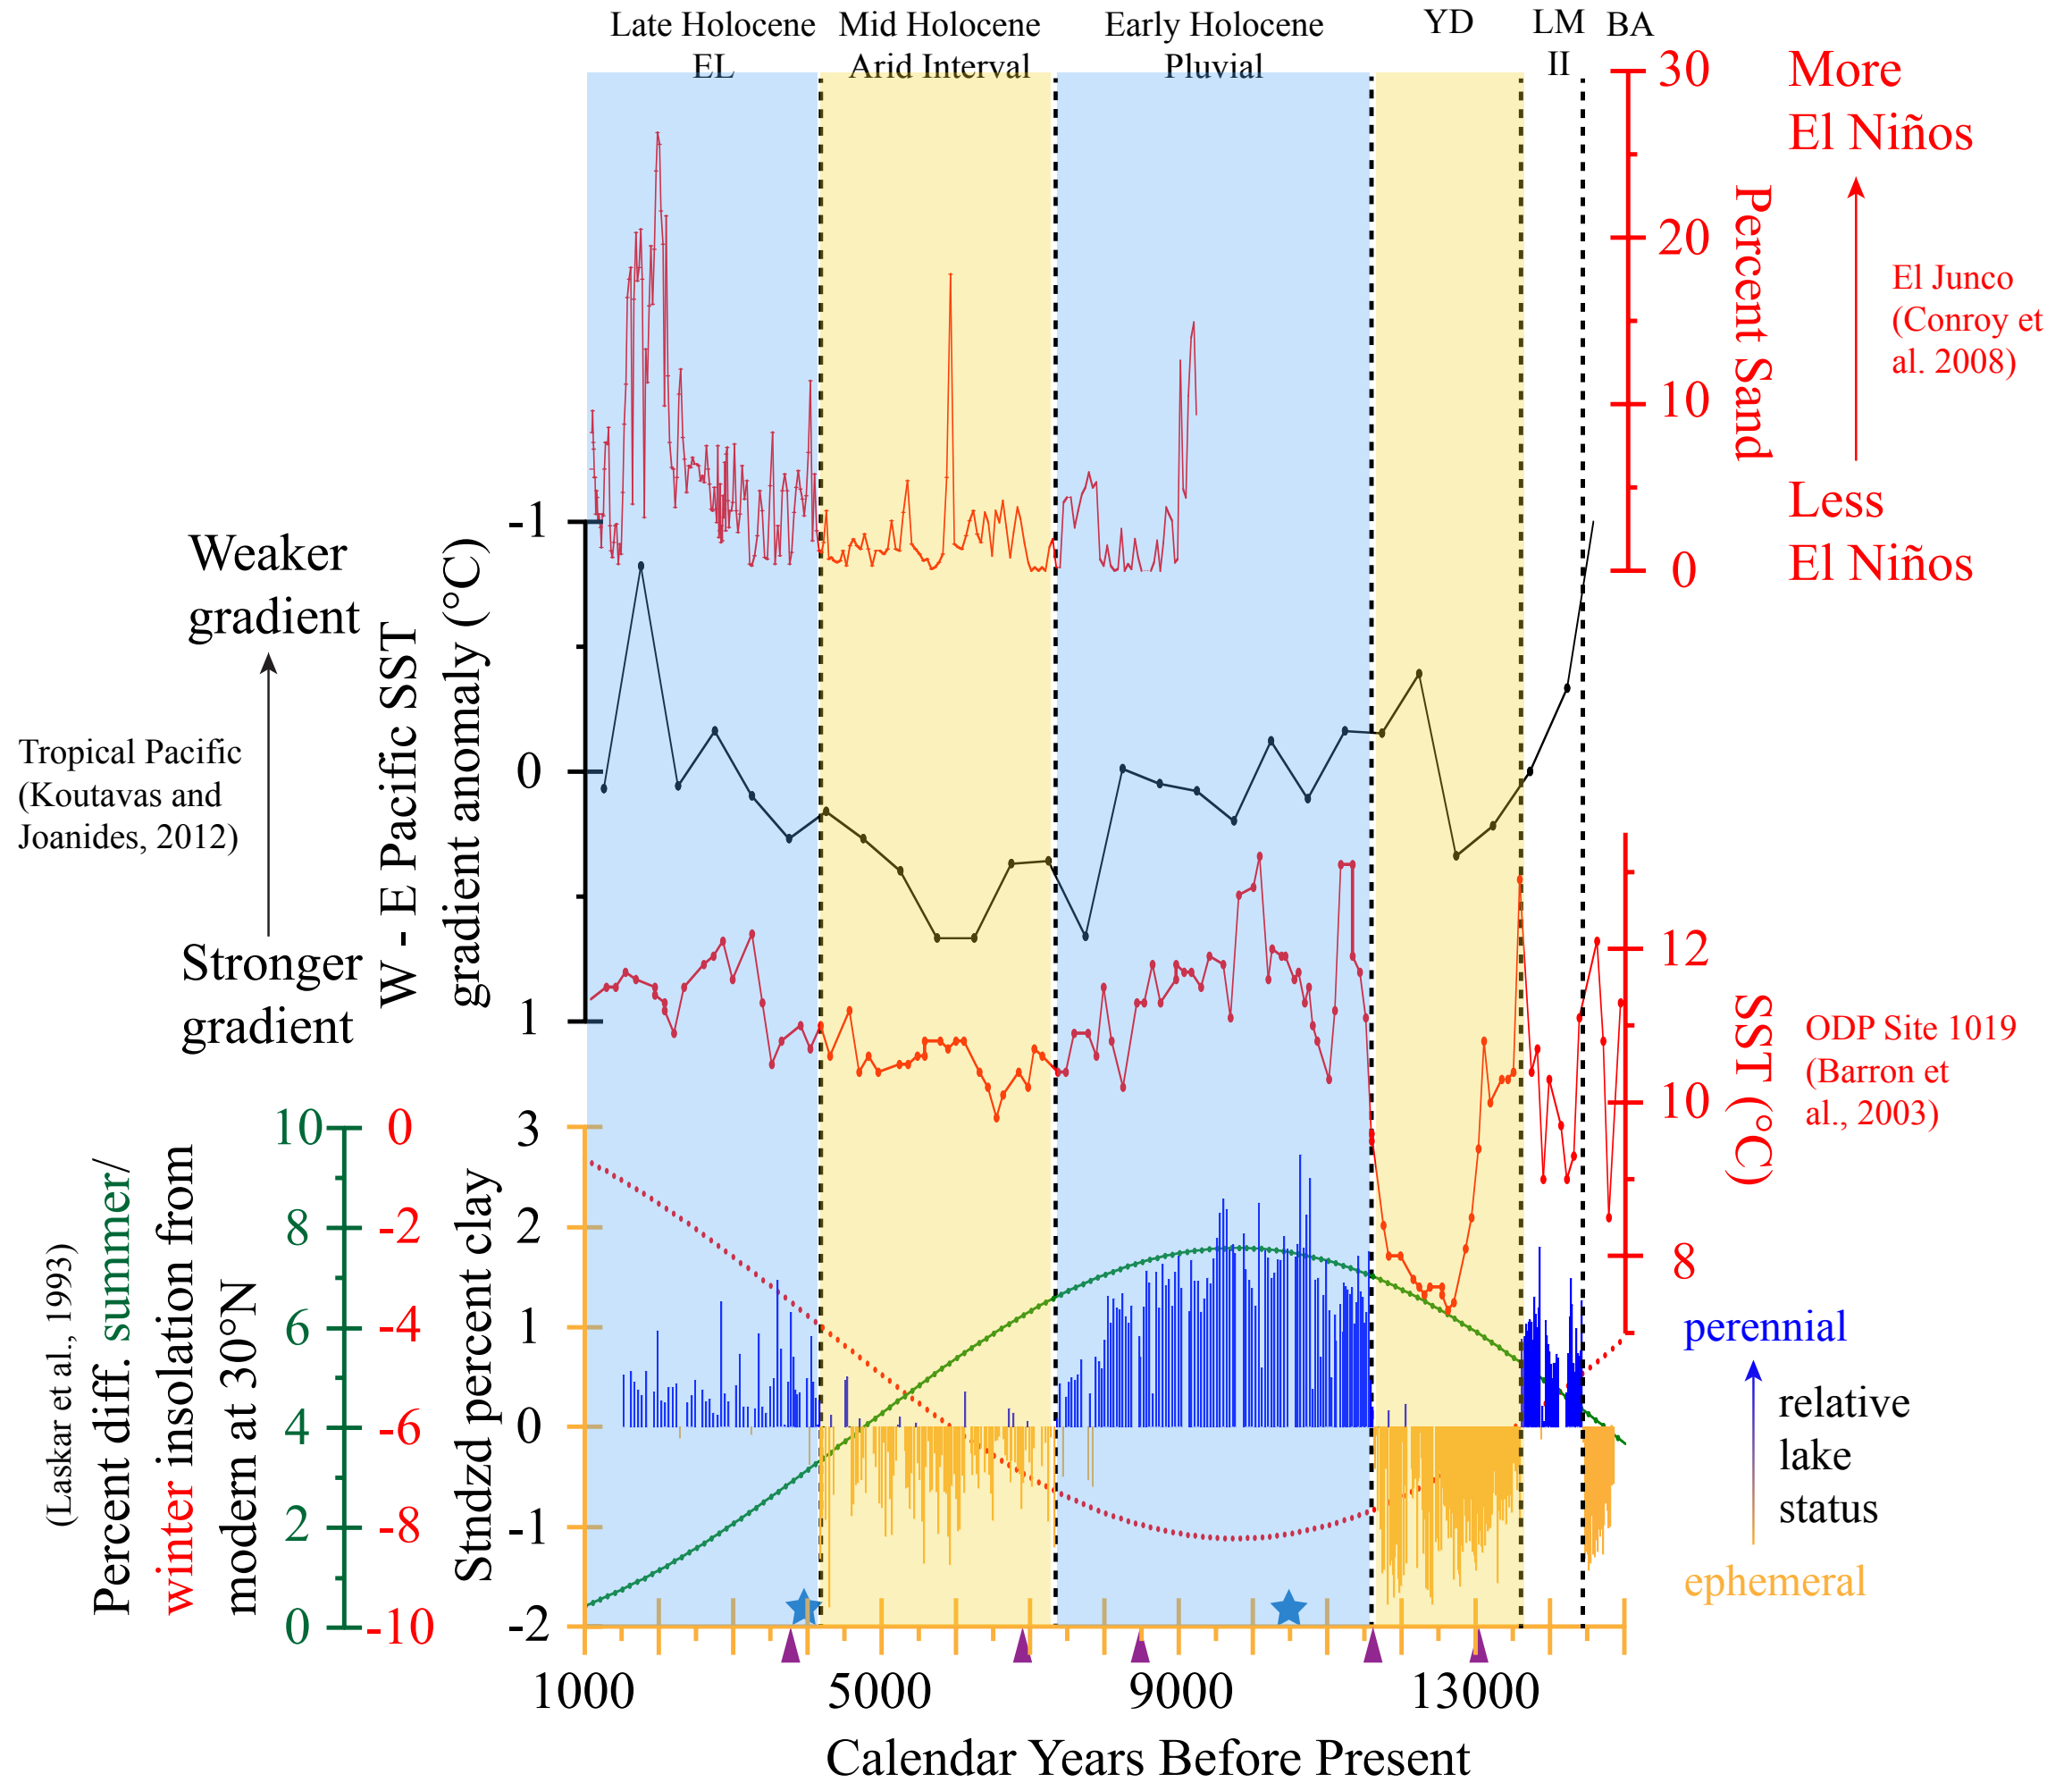 Late Holocene
EL
Mid Holocene
Arid Interval
Early Holocene
Pluvial
YD
LM
II
BA
30
20
10
0
Percent Sand
More
El Niños
El Junco
(Conroy et
al. 2008)
Less
El Niños
Weaker
gradient
Tropical Pacific
(Koutavas and
Joanides, 2012)
Stronger
gradient
W - E Pacific SST
gradient anomaly (°C)
-1
0
1
12
10
8
SST (°C)
ODP Site 1019
(Barron et
al., 2003)
(Laskar et al., 1993)
Percent diff. summer/
winter insolation from
modern at 30°N
10
8
6
4
2
0
0
-2
-4
-6
-8
-10
Stndzd percent clay
3
2
1
0
-1
-2
perennial
relative
lake
status
ephemeral
1000
5000
9000
13000
Calendar Years Before Present